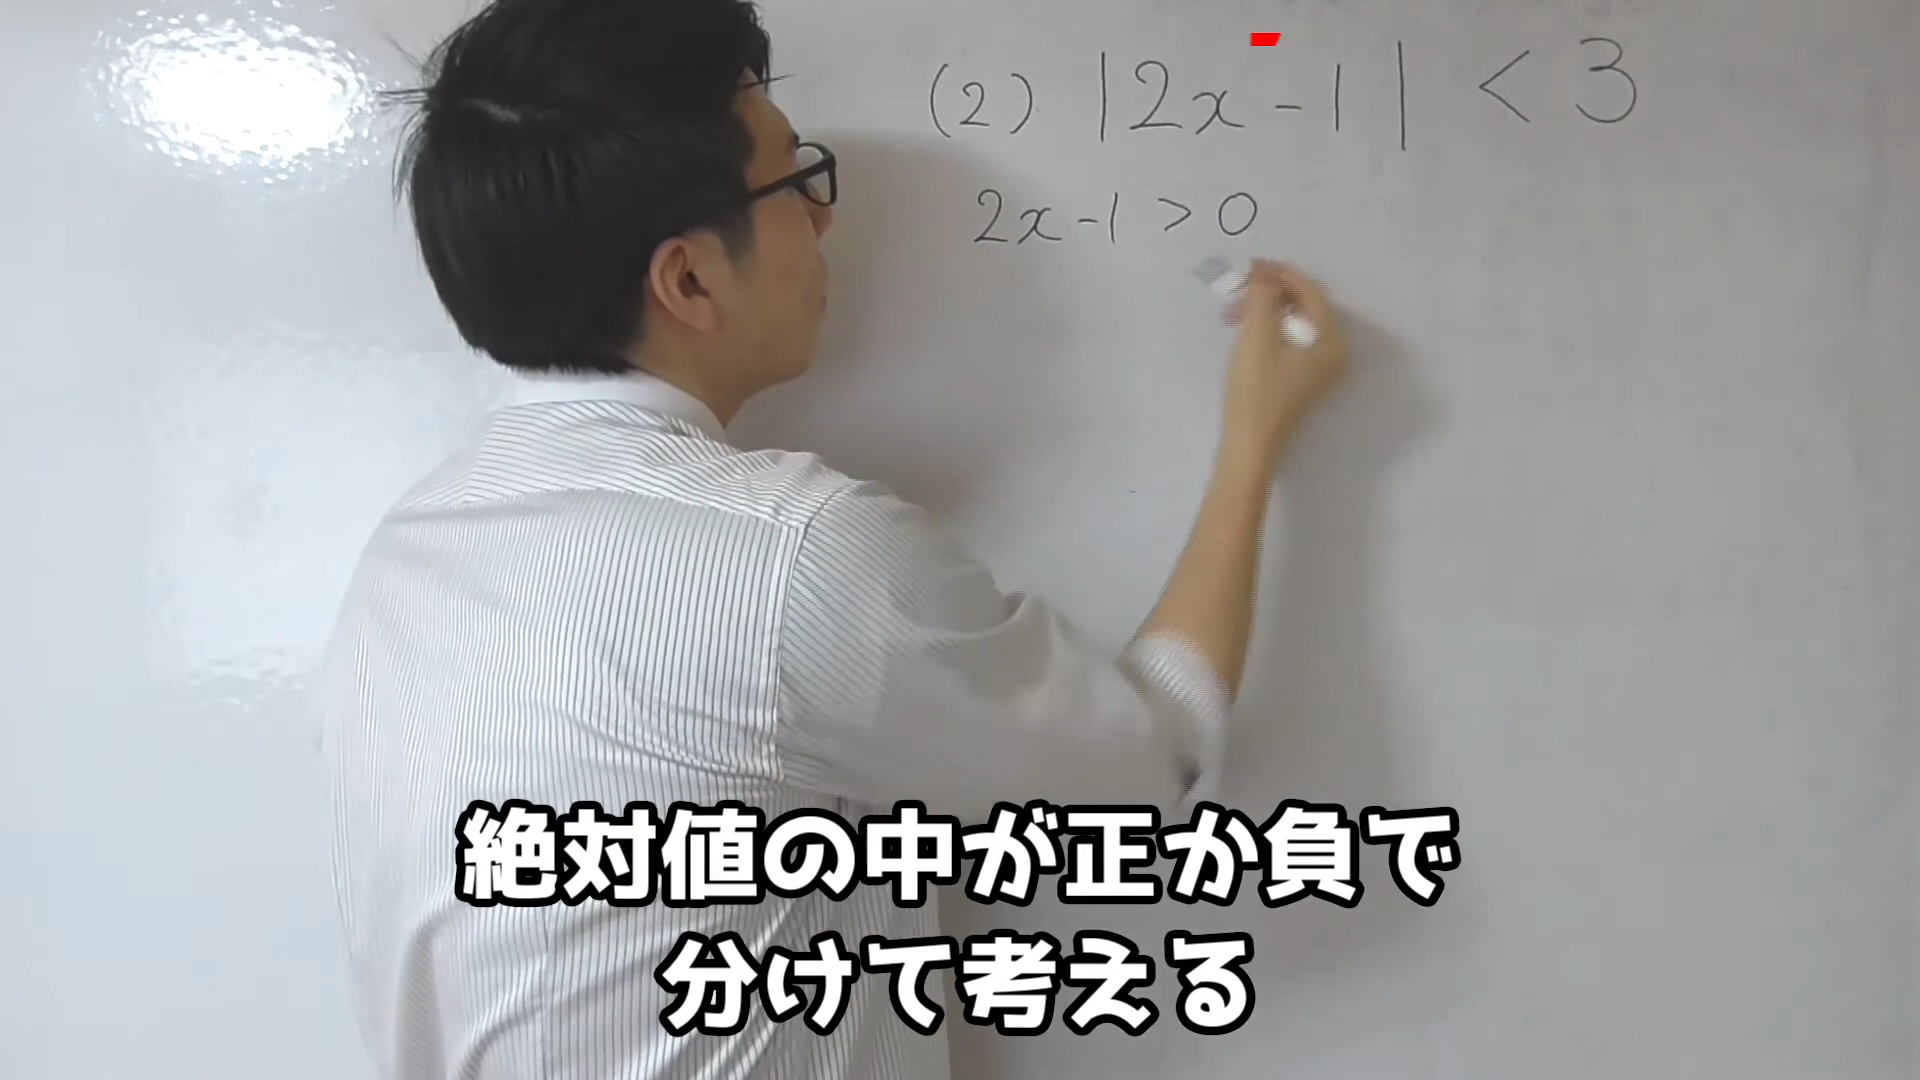 (2) |2x-1| < 3
2x-1 > 0
絶対値の中が正か負で
分けて考える